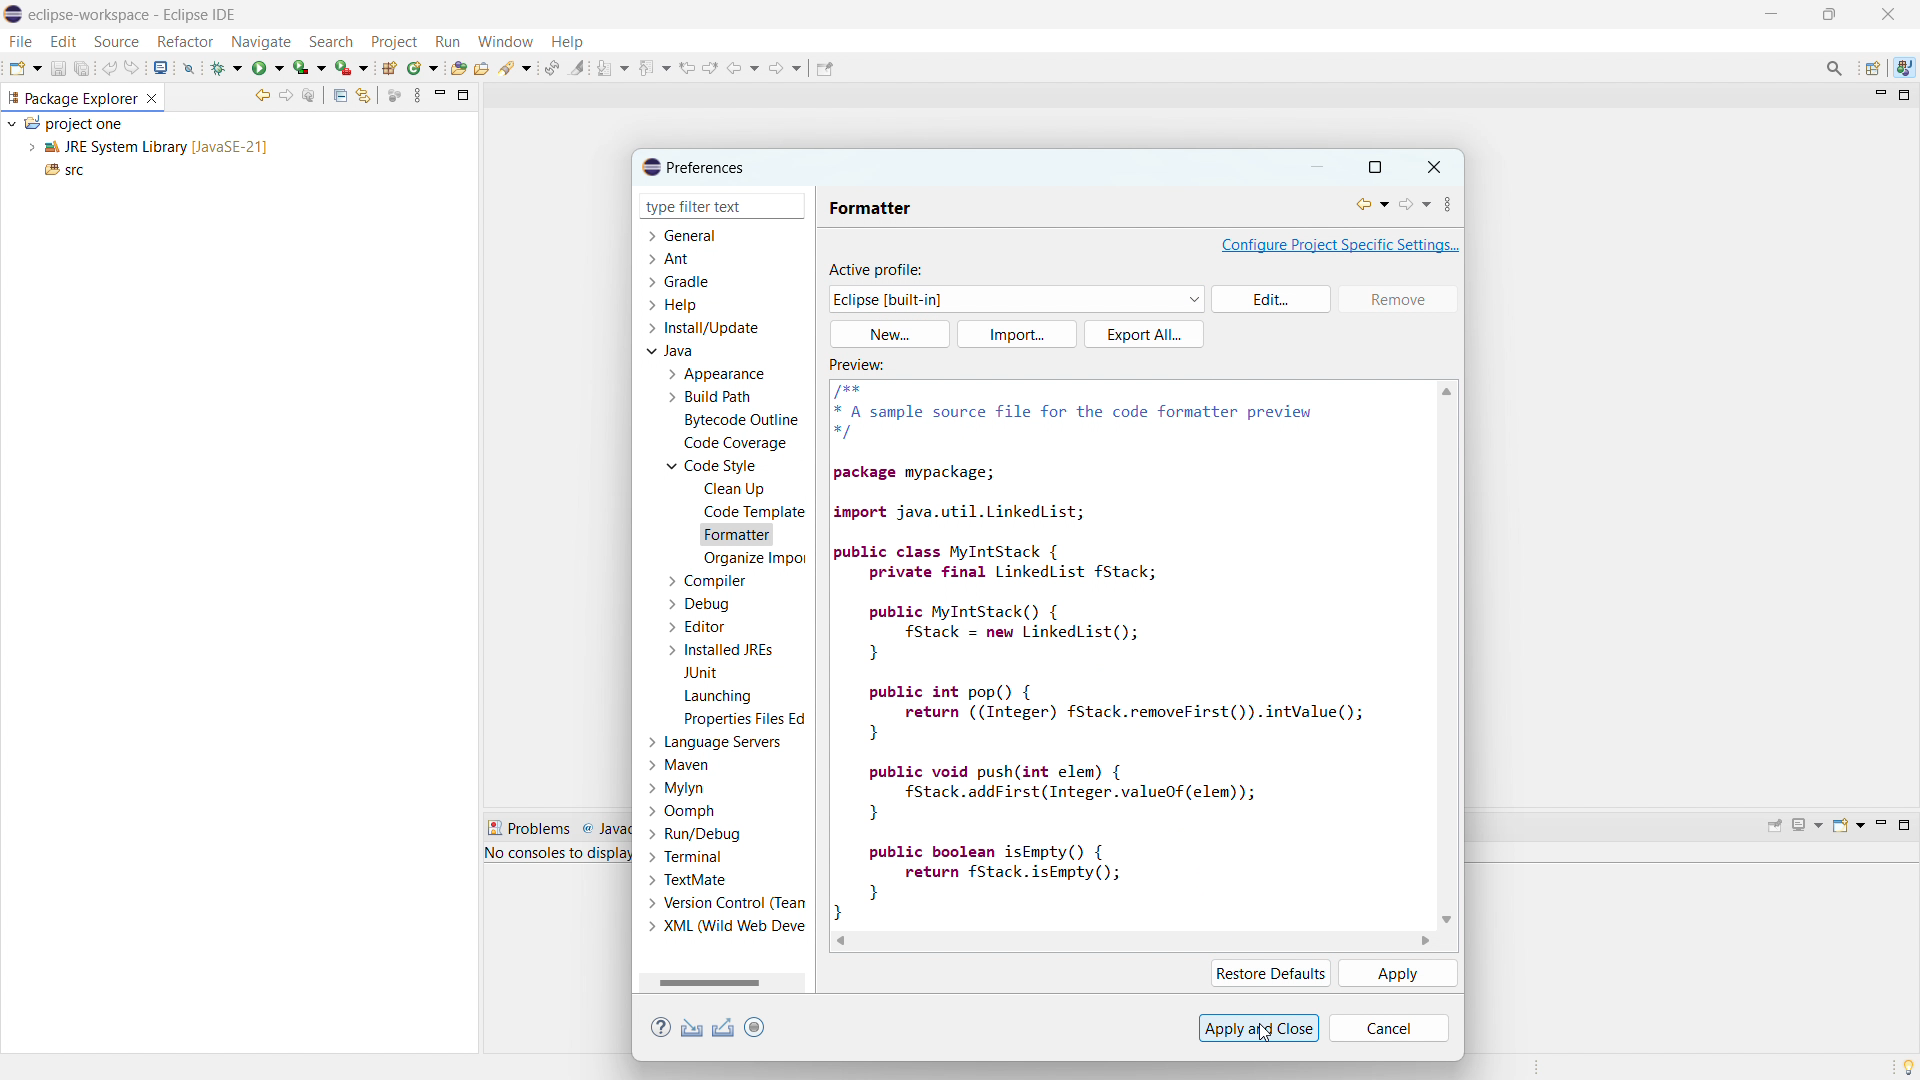 eclipse-workspace - Eclipse IDE
File Edit Source Refactor Navigate Search Project Run Window Help
Package Explorer
project one
JRE System Library [JavaSE-21]
src
Preferences
type filter text
General
Ant
Gradle
Help
Install/Update
Java
Appearance
Build Path
Bytecode Outline
Code Coverage
Code Style
Clean Up
Code Template
Formatter
Organize Impo
Compiler
Debug
Editor
Installed JREs
JUnit
Launching
Properties Files Ed
Language Servers
Maven
Mylyn
Oomph
Run/Debug
Terminal
TextMate
Version Control (Team
XML (Wild Web Deve
Formatter
Configure Project Specific Settings...
Active profile:
Eclipse [built-in] Edit... Remove
New... Import... Export All...
Preview:
/**
* A sample source file for the code formatter preview
*/
package mypackage;
import java.util.LinkedList;
public class MyIntStack {
private final LinkedList fStack;
public MyIntStack() {
fStack = new LinkedList();
}
public int pop() {
return ((Integer) fStack.removeFirst()).intValue();
}
public void push(int elem) {
fStack.addFirst(Integer.valueOf(elem));
}
public boolean isEmpty() {
return fStack.isEmpty();
}
}
Restore Defaults Apply
Apply and Close Cancel
Problems @ Javad
No consoles to display